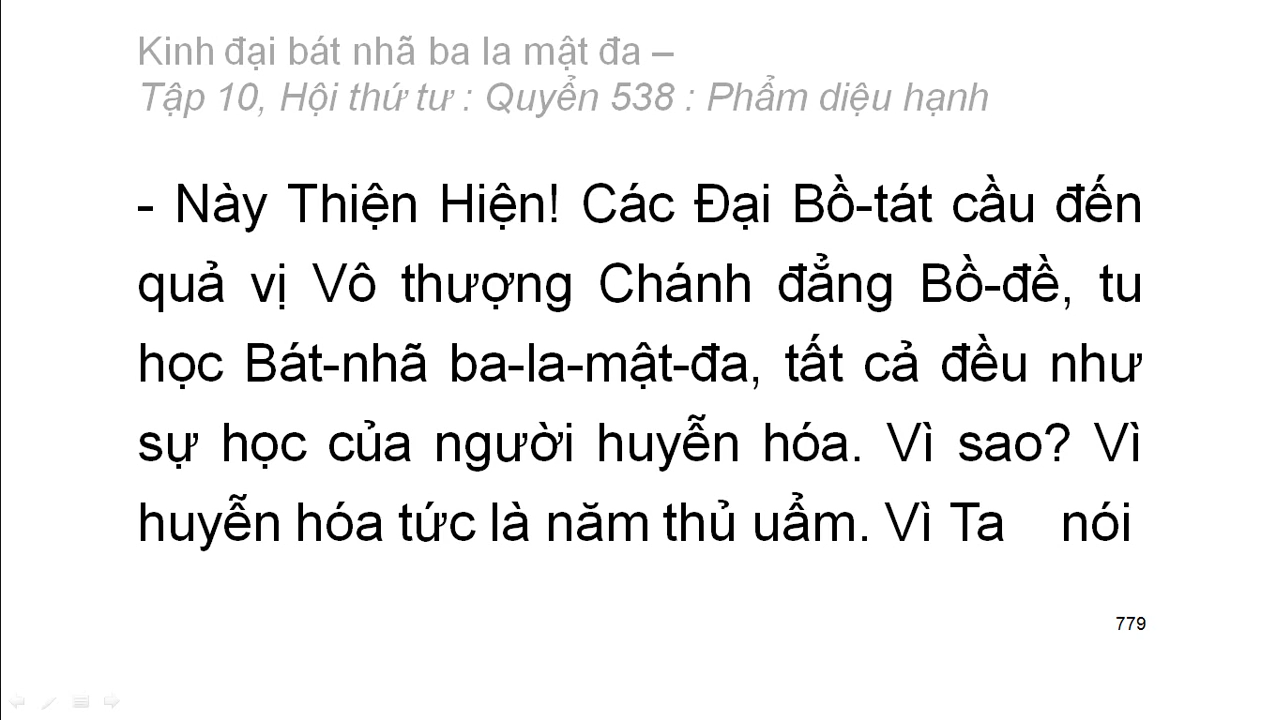 Kinh đại bát nhã ba la mật đa –
Tập 10, Hội thứ tư : Quyển 538 : Phẩm diệu hạnh
- Này Thiện Hiện! Các Đại Bồ-tát cầu đến
quả vị Vô thượng Chánh đẳng Bồ-đề, tu
học Bát-nhã ba-la-mật-đa, tất cả đều như
sự học của người huyễn hóa. Vì sao? Vì
huyễn hóa tức là năm thủ uẩm. Vì Ta nói
779